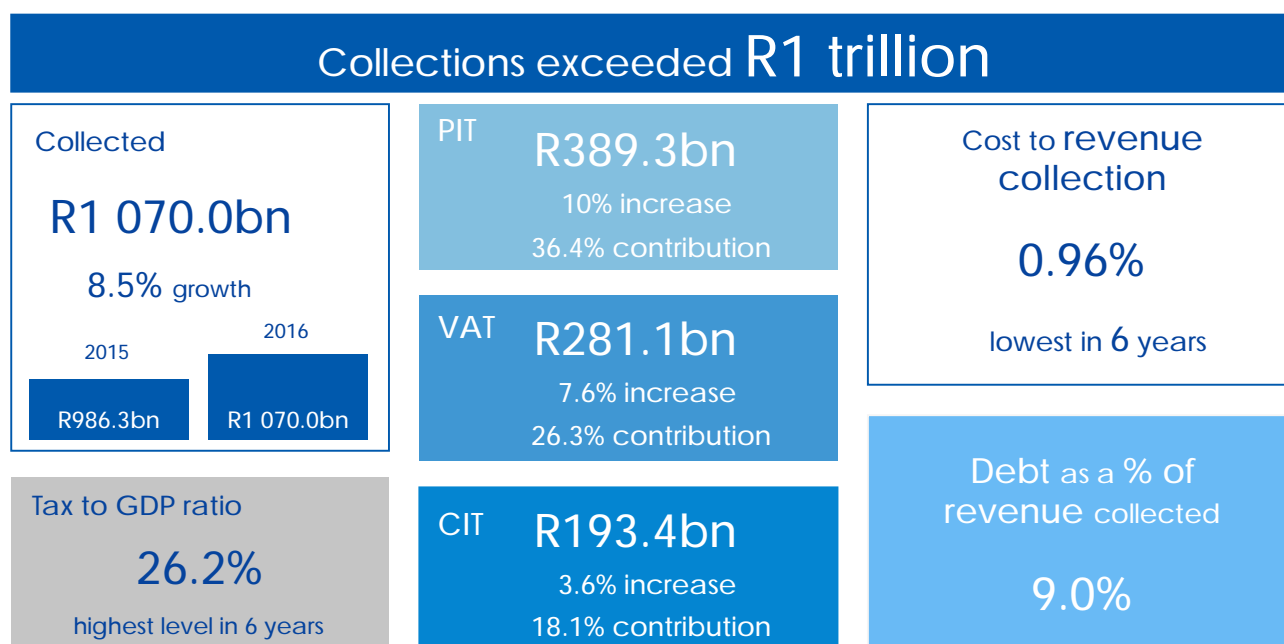 Collections exceeded R1 trillion
Collected
R1 070.0bn
8.5% growth
2015
2016
R986.3bn
R1 070.0bn
Tax to GDP ratio
26.2%
highest level in 6 years
PIT
R389.3bn
10% increase
36.4% contribution
VAT
R281.1bn
7.6% increase
26.3% contribution
CIT
R193.4bn
3.6% increase
18.1% contribution
Cost to revenue
collection
0.96%
lowest in 6 years
Debt as a % of
revenue collected
9.0%